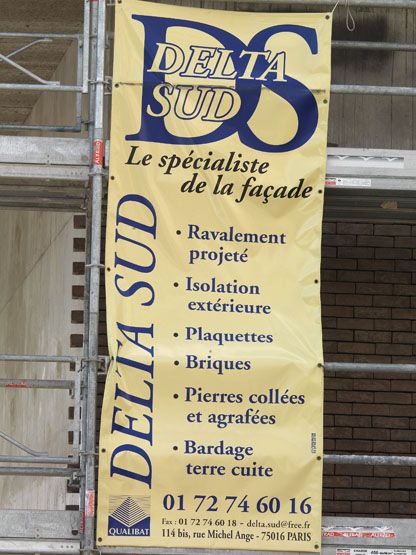 DS
DELTA
SUD
Le spécialiste
de la façade
DELTA SUD
• Ravalement
projeté
• Isolation
extérieure
• Plaquettes
• Briques
• Pierres collées
et agrafées
• Bardage
terre cuite
QUALIBAT
01 72 74 60 16
Fax : 01 72 74 60 18 - delta.sud@free.fr
114 bis, rue Michel Ange - 75016 PARIS